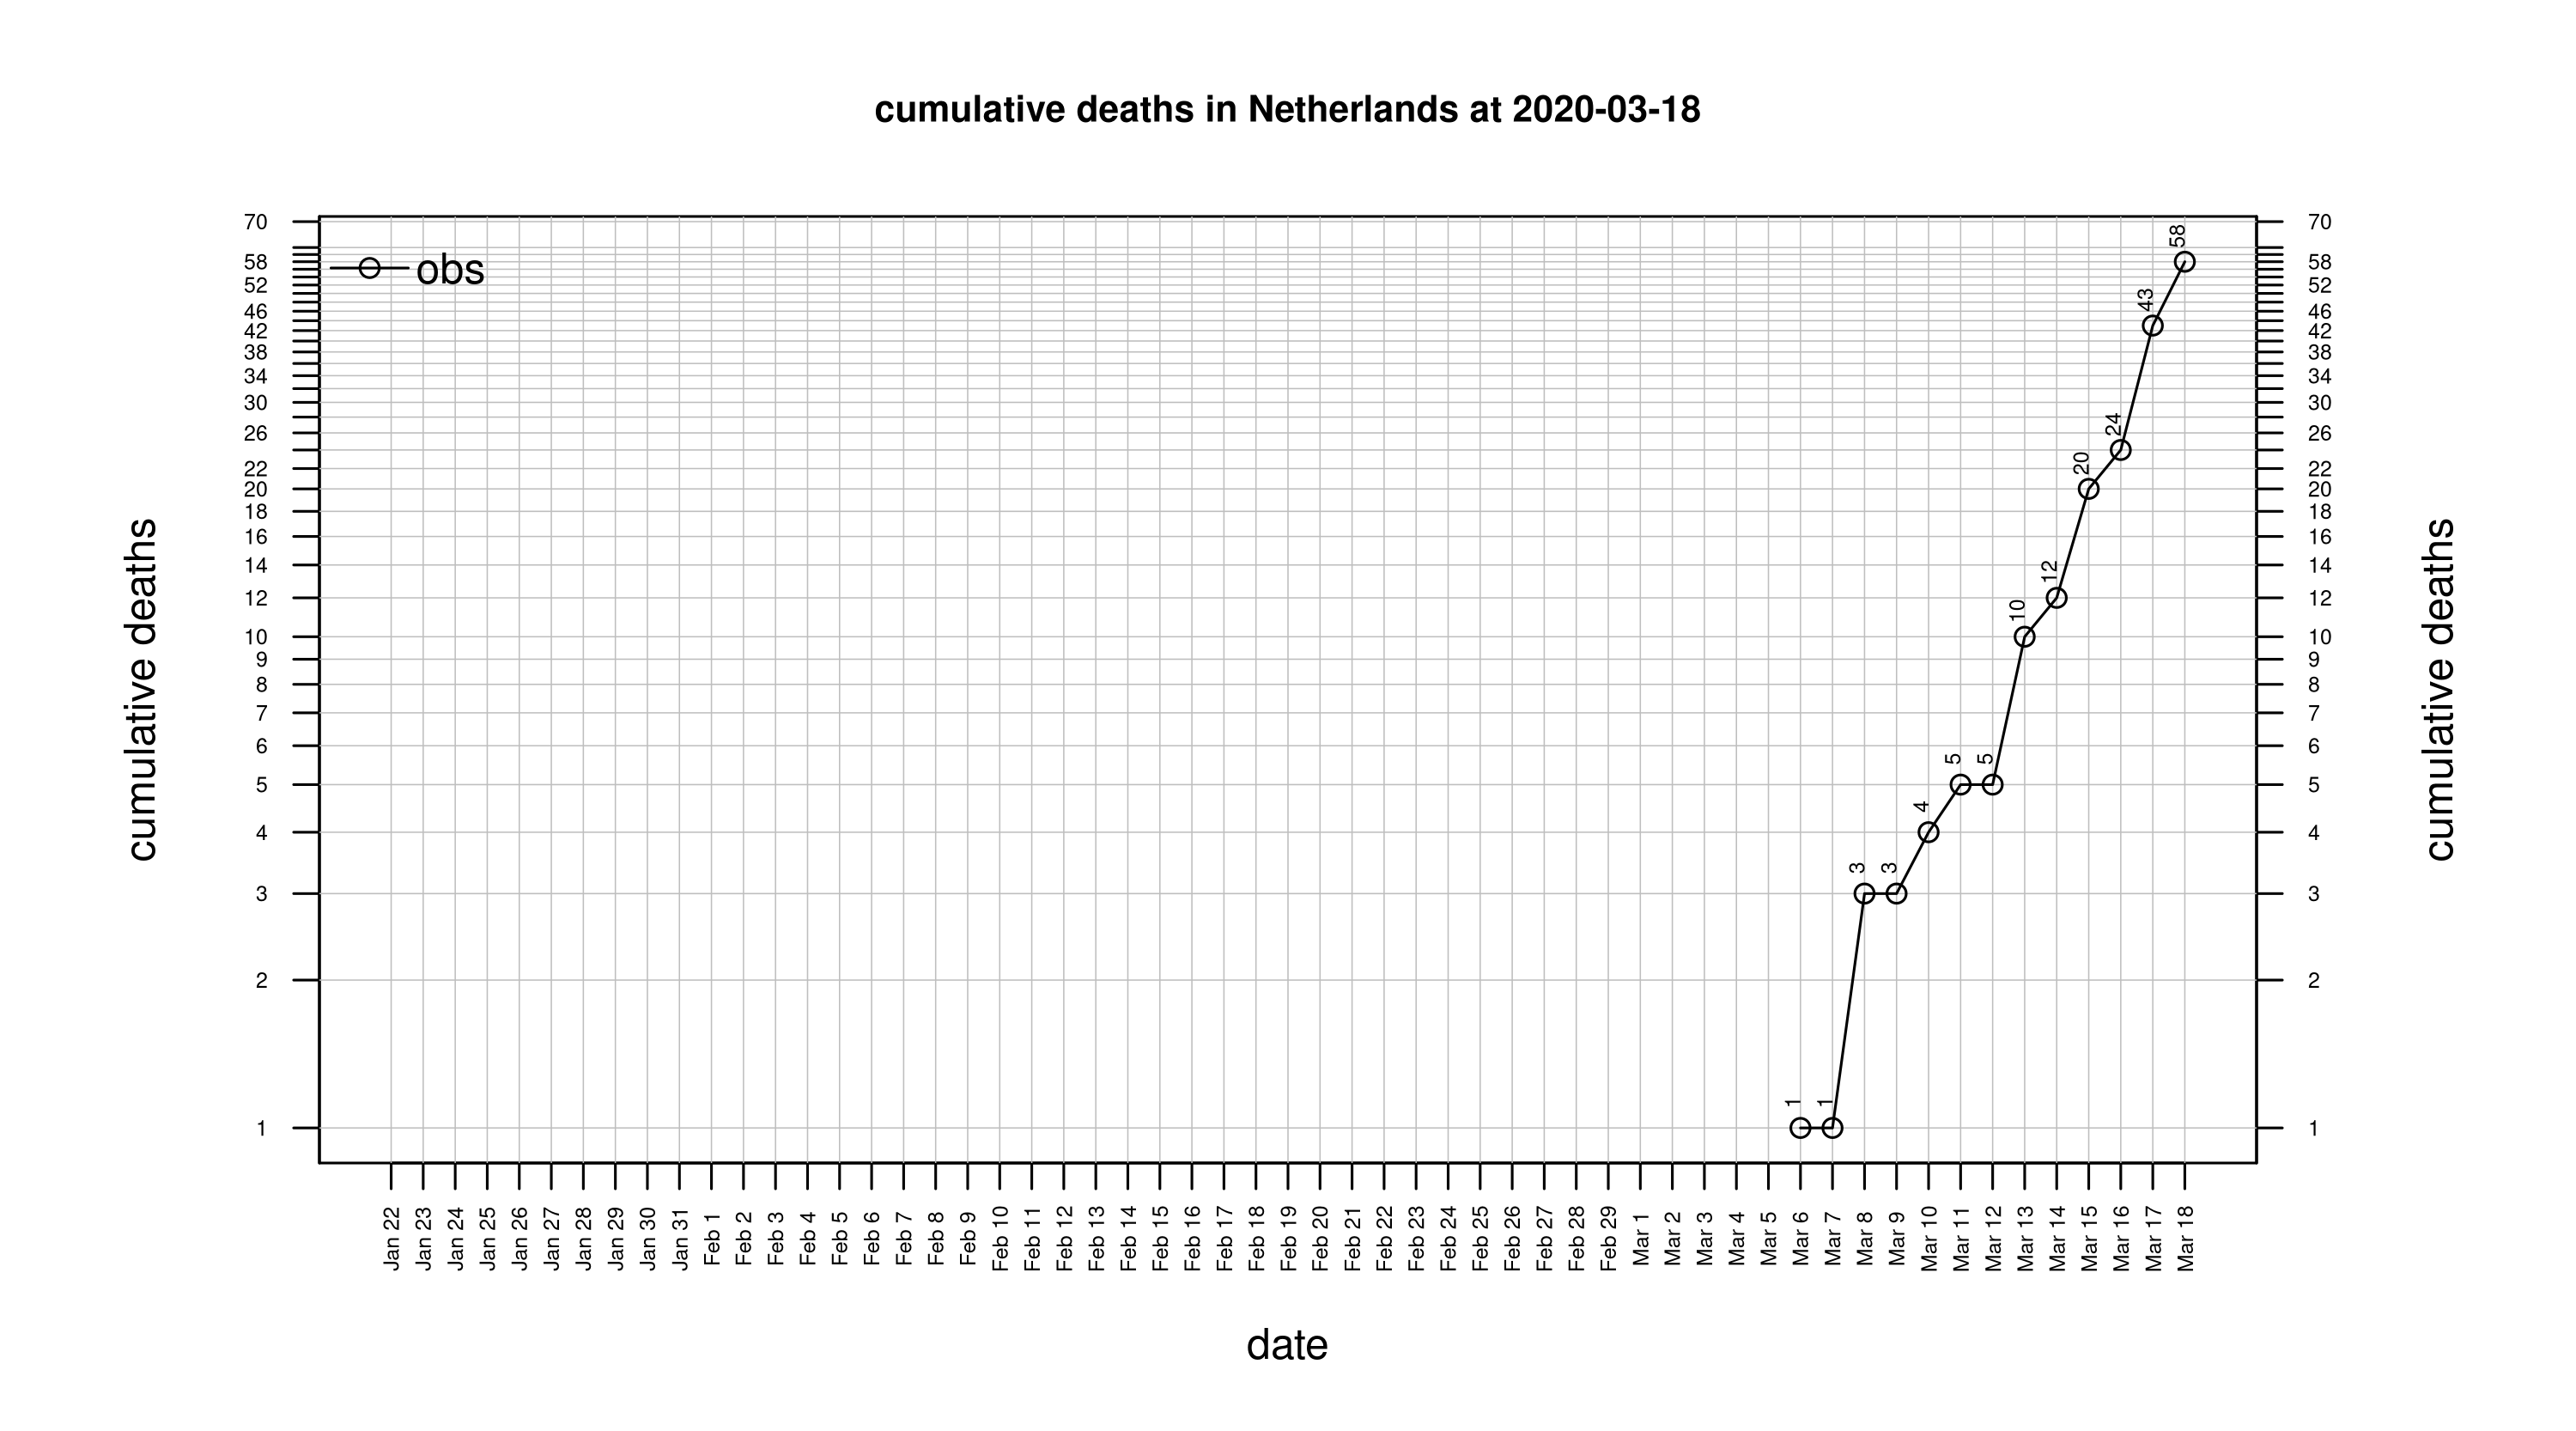 cumulative deaths in Netherlands at 2020-03-18
cumulative deaths
70
58
52
46
42
38
34
30
26
22
20
18
16
14
12
10
9
8
7
6
5
4
3
2
1
obs
1
1
3
3
4
5
5
10
12
20
24
43
58
70
58
52
46
42
38
34
30
26
22
20
18
16
14
12
10
9
8
7
6
5
4
3
2
1
cumulative deaths
Jan 22
Jan 23
Jan 24
Jan 25
Jan 26
Jan 27
Jan 28
Jan 29
Jan 30
Jan 31
Feb 1
Feb 2
Feb 3
Feb 4
Feb 5
Feb 6
Feb 7
Feb 8
Feb 9
Feb 10
Feb 11
Feb 12
Feb 13
Feb 14
Feb 15
Feb 16
Feb 17
Feb 18
Feb 19
Feb 20
Feb 21
Feb 22
Feb 23
Feb 24
Feb 25
Feb 26
Feb 27
Feb 28
Feb 29
Mar 1
Mar 2
Mar 3
Mar 4
Mar 5
Mar 6
Mar 7
Mar 8
Mar 9
Mar 10
Mar 11
Mar 12
Mar 13
Mar 14
Mar 15
Mar 16
Mar 17
Mar 18
date